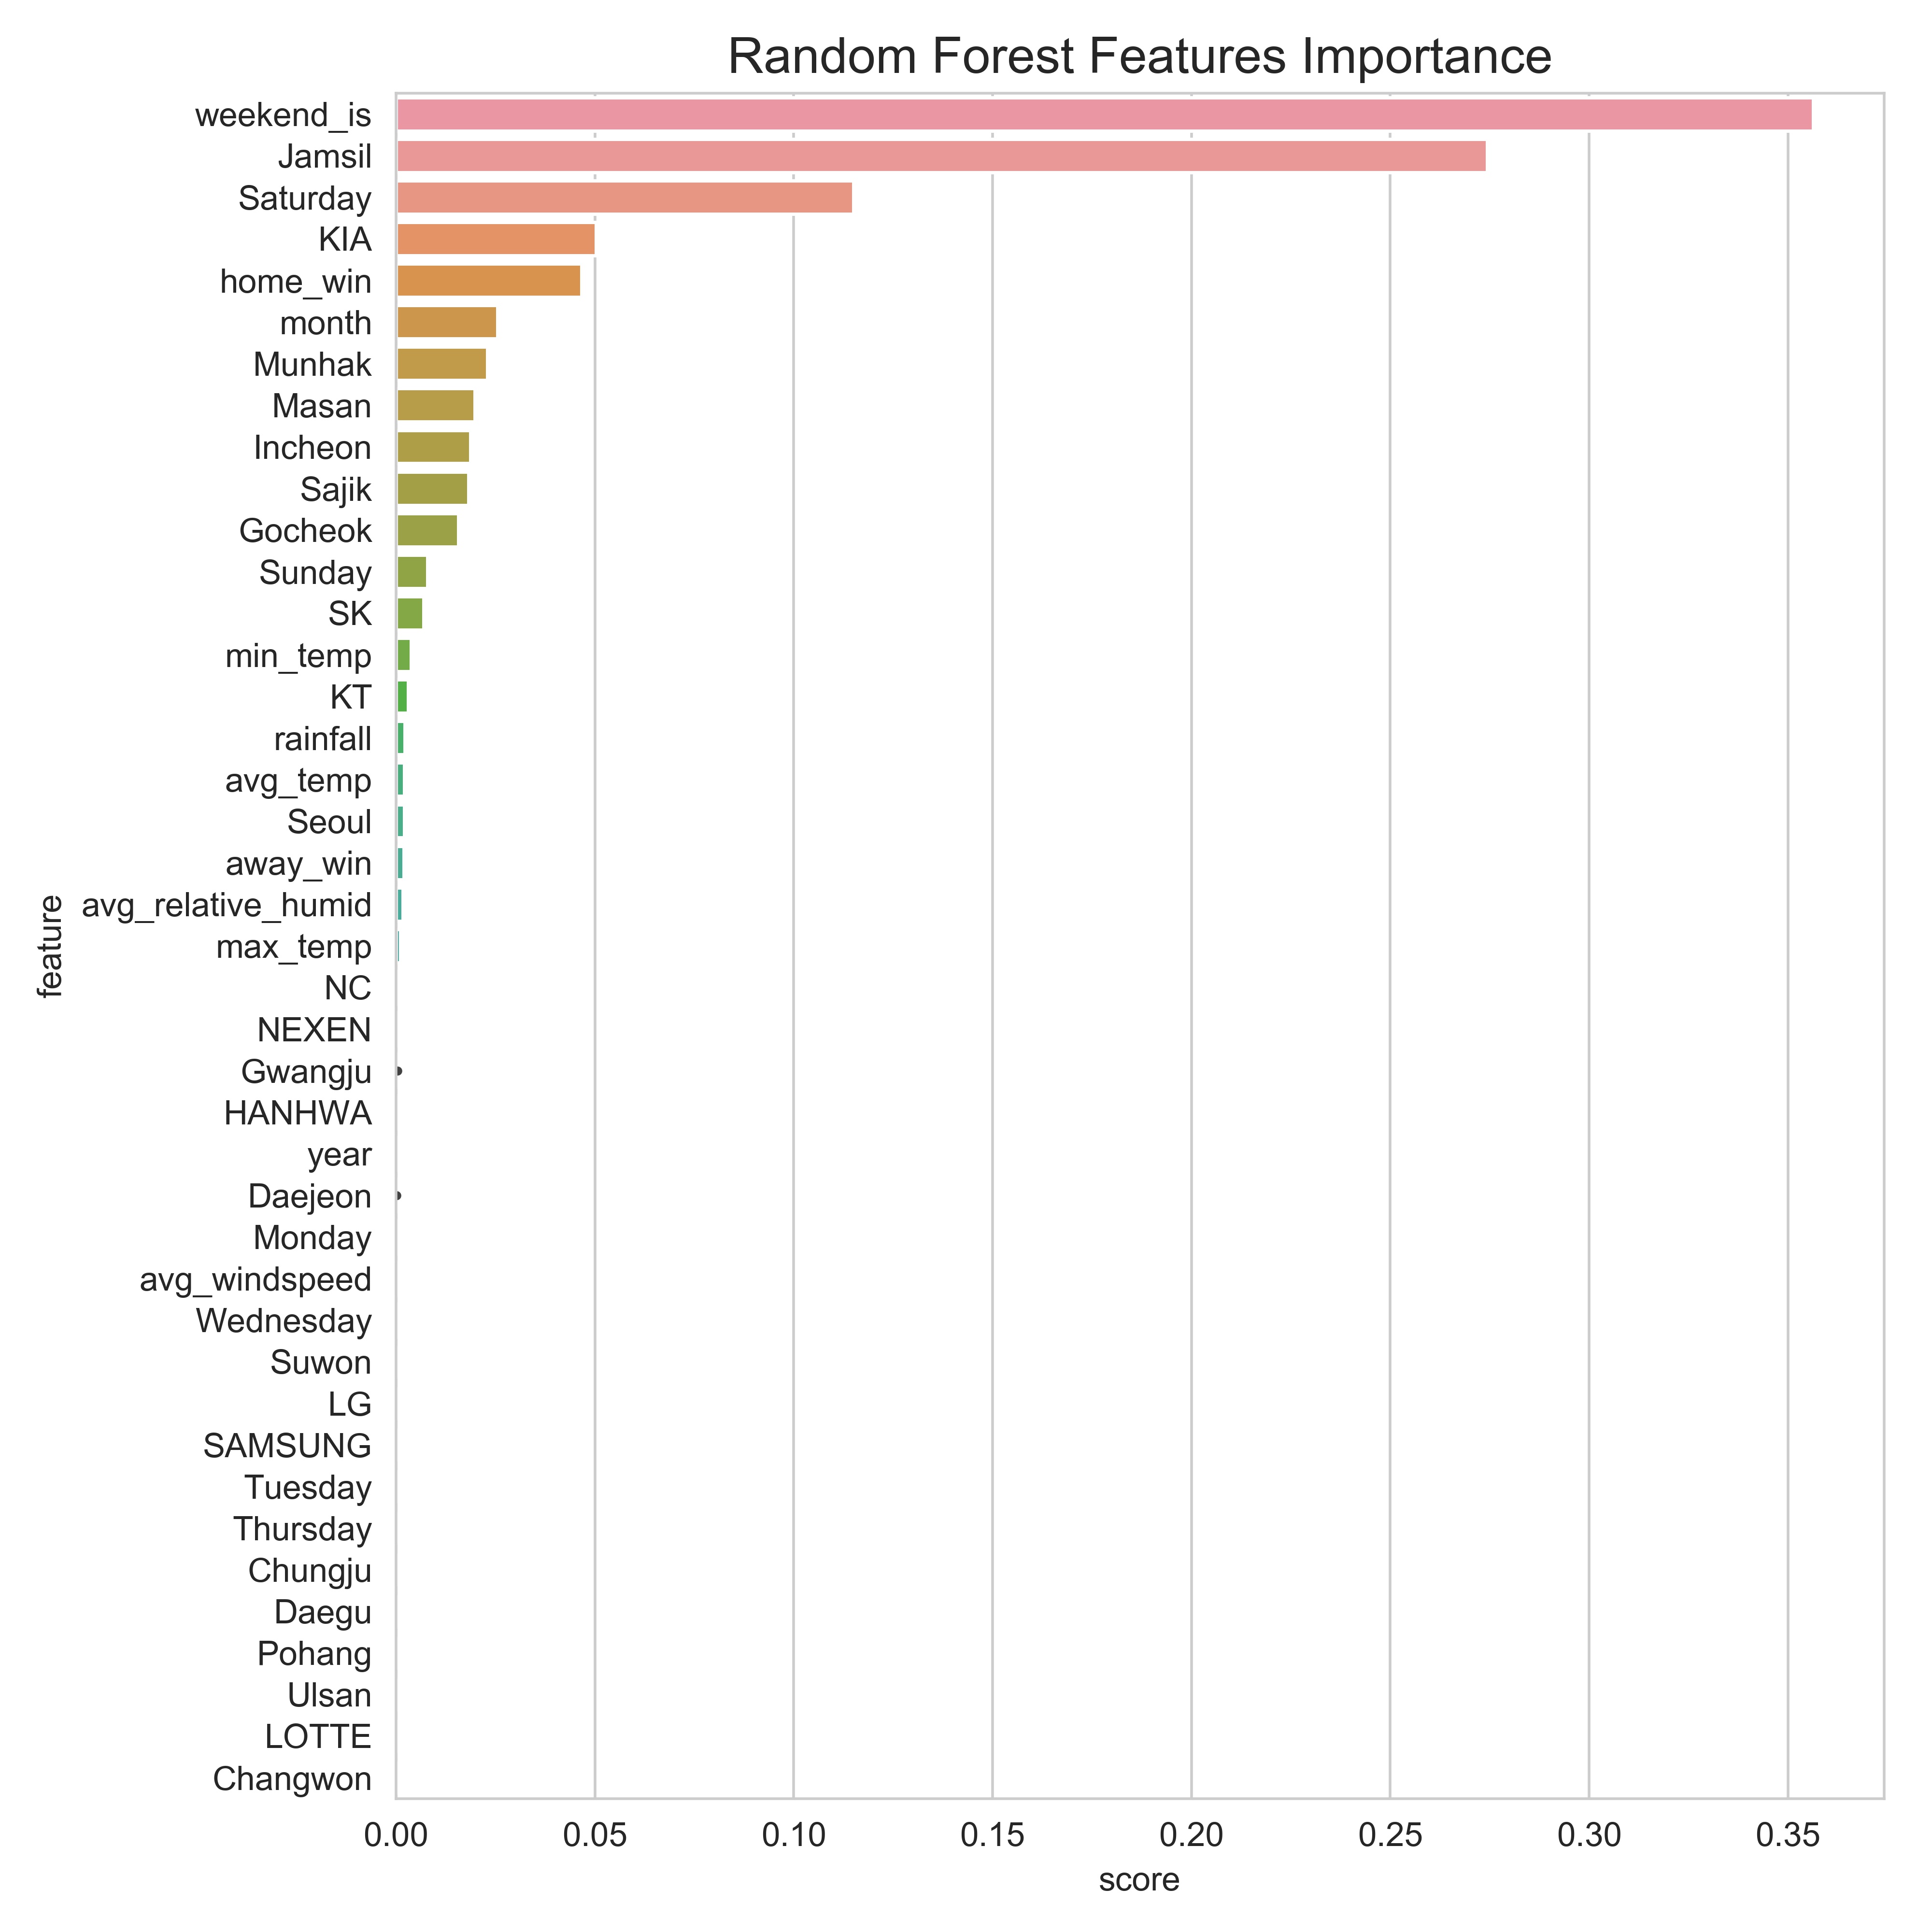 Random Forest Features Importance
weekend_is
Jamsil
Saturday
KIA
home_win
month
Munhak
Masan
Incheon
Sajik
Gocheok
Sunday
SK
min_temp
KT
rainfall
avg_temp
Seoul
away_win
avg_relative_humid
max_temp
NC
NEXEN
Gwangju
HANHWA
year
Daejeon
Monday
avg_windspeed
Wednesday
Suwon
LG
SAMSUNG
Tuesday
Thursday
Chungju
Daegu
Pohang
Ulsan
LOTTE
Changwon
feature
0.00 0.05 0.10 0.15 0.20 0.25 0.30 0.35
score